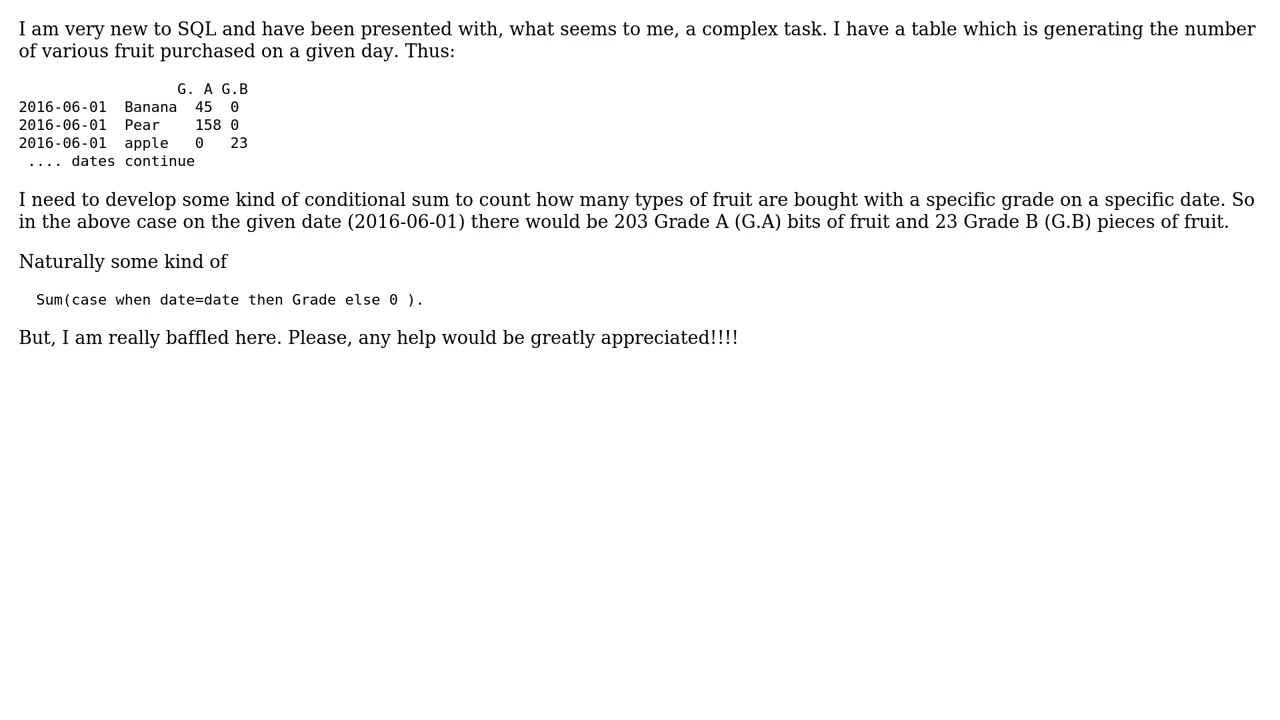 I am very new to SQL and have been presented with, what seems to me, a complex task. I have a table which is generating the number
of various fruit purchased on a given day. Thus:
                  G. A G.B
2016-06-01  Banana  45  0
2016-06-01  Pear    158 0
2016-06-01  apple   0   23
 .... dates continue
I need to develop some kind of conditional sum to count how many types of fruit are bought with a specific grade on a specific date. So
in the above case on the given date (2016-06-01) there would be 203 Grade A (G.A) bits of fruit and 23 Grade B (G.B) pieces of fruit.
Naturally some kind of
  Sum(case when date=date then Grade else 0 ).
But, I am really baffled here. Please, any help would be greatly appreciated!!!!